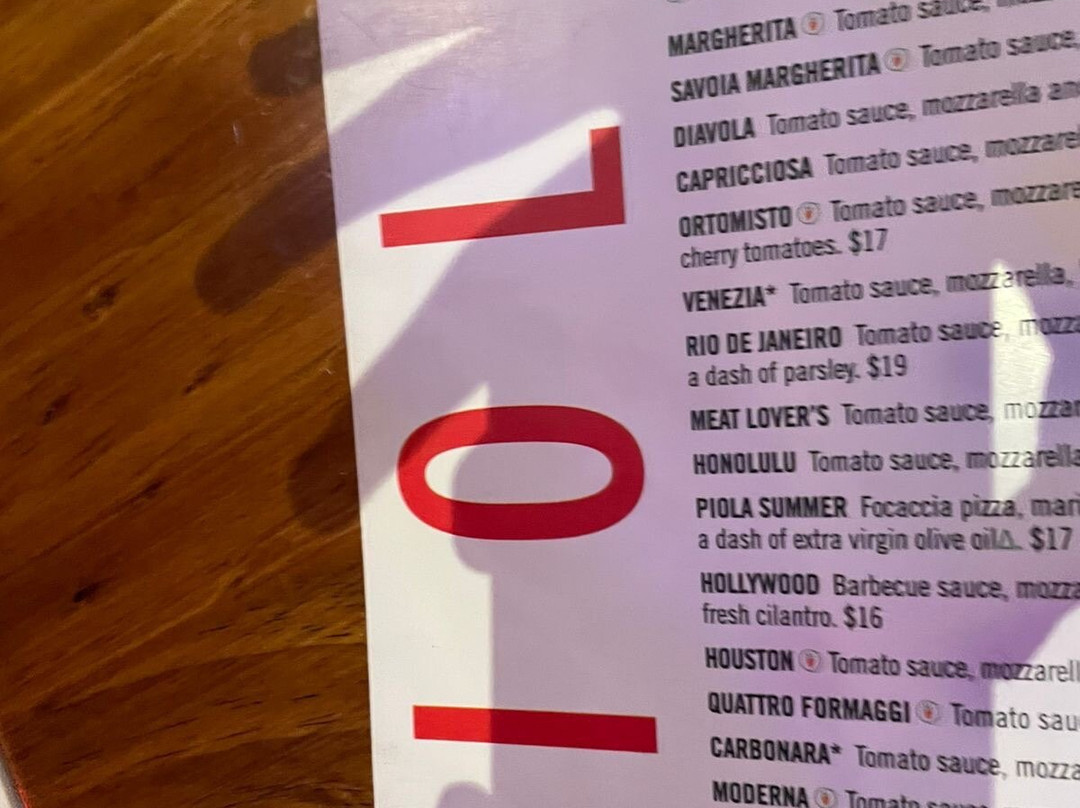 MARGHERITA Tomato sauce,
SAVOIA MARGHERITA Tomato sauce,
DIAVOLA Tomato sauce, mozzarella
CAPRICCIOSA Tomato sauce,
ORTOMISTO Tomato sauce,
cherry tomatoes. $17
VENEZIA* Tomato sauce, mozzarella,
RIO DE JANEIRO Tomato sauce,
a dash of parsley. $19
MEAT LOVER'S Tomato sauce,
HONOLULU Tomato sauce, mozzarella
PIOLA SUMMER Focaccia pizza,
a dash of extra virgin olive oil∆. $17
HOLLYWOOD Barbecue sauce,
fresh cilantro. $16
HOUSTON Tomato sauce,
QUATTRO FORMAGGI Tomato
CARBONARA* Tomato sauce,
MODERNA Tomato
IOL